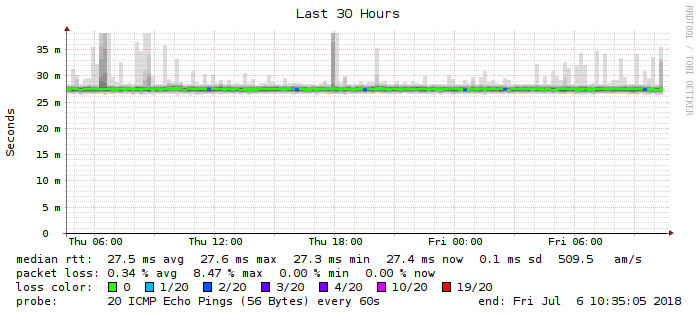 Last 30 Hours
RRDTOOL / TOBI OETIKER
Seconds
35 m
30 m
25 m
20 m
15 m
10 m
5 m
0
Thu 06:00 Thu 12:00 Thu 18:00 Fri 00:00 Fri 06:00
median rtt: 27.5 ms avg 27.6 ms max 27.3 ms min 27.4 ms now 0.1 ms sd 509.5 am/s
packet loss: 0.34 % avg 8.47 % max 0.00 % min 0.00 % now
loss color: 0 1/20 2/20 3/20 4/20 10/20 19/20
probe: 20 ICMP Echo Pings (56 Bytes) every 60s end: Fri Jul 6 10:35:05 2018